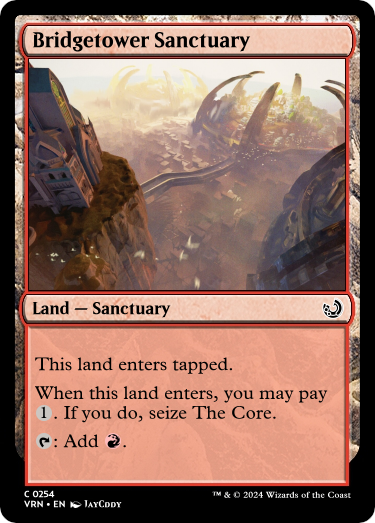 Bridgetower Sanctuary
Land — Sanctuary
This land enters tapped.
When this land enters, you may pay
1. If you do, seize The Core.
: Add .
C 0254
VRN • EN JAYCDDY
™ & © 2024 Wizards of the Coast